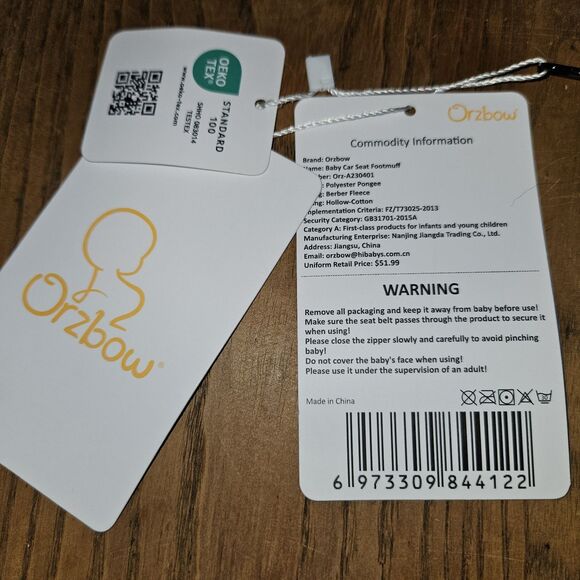 OEKO
TEX®
STANDARD
100
SHHO 083014
TESTEX
www.oeko-tex.com
Orzbow®
Orzbow
Commodity Information
Brand: Orzbow
Name: Baby Car Seat Footmuff
ber: Orz-A230401
: Polyester Pongee
ng: Berber Fleece
ng: Hollow-Cotton
mplementation Criteria: FZ/T73025-2013
Security Category: GB31701-2015A
Category A: First-class products for infants and young children
Manufacturing Enterprise: Nanjing Jiangda Trading Co., Ltd.
Address: Jiangsu, China
Email: orzbow@hibabys.com
Uniform Retail Price: $51.99
WARNING
Remove all packaging and keep it away from baby before use!
Make sure the seat belt passes through the product to secure it
when using!
Please close the zipper slowly and carefully to avoid pinching
baby!
Do not cover the baby's face when using!
Please use it under the supervision of an adult!
Made in China
6 973309 844122